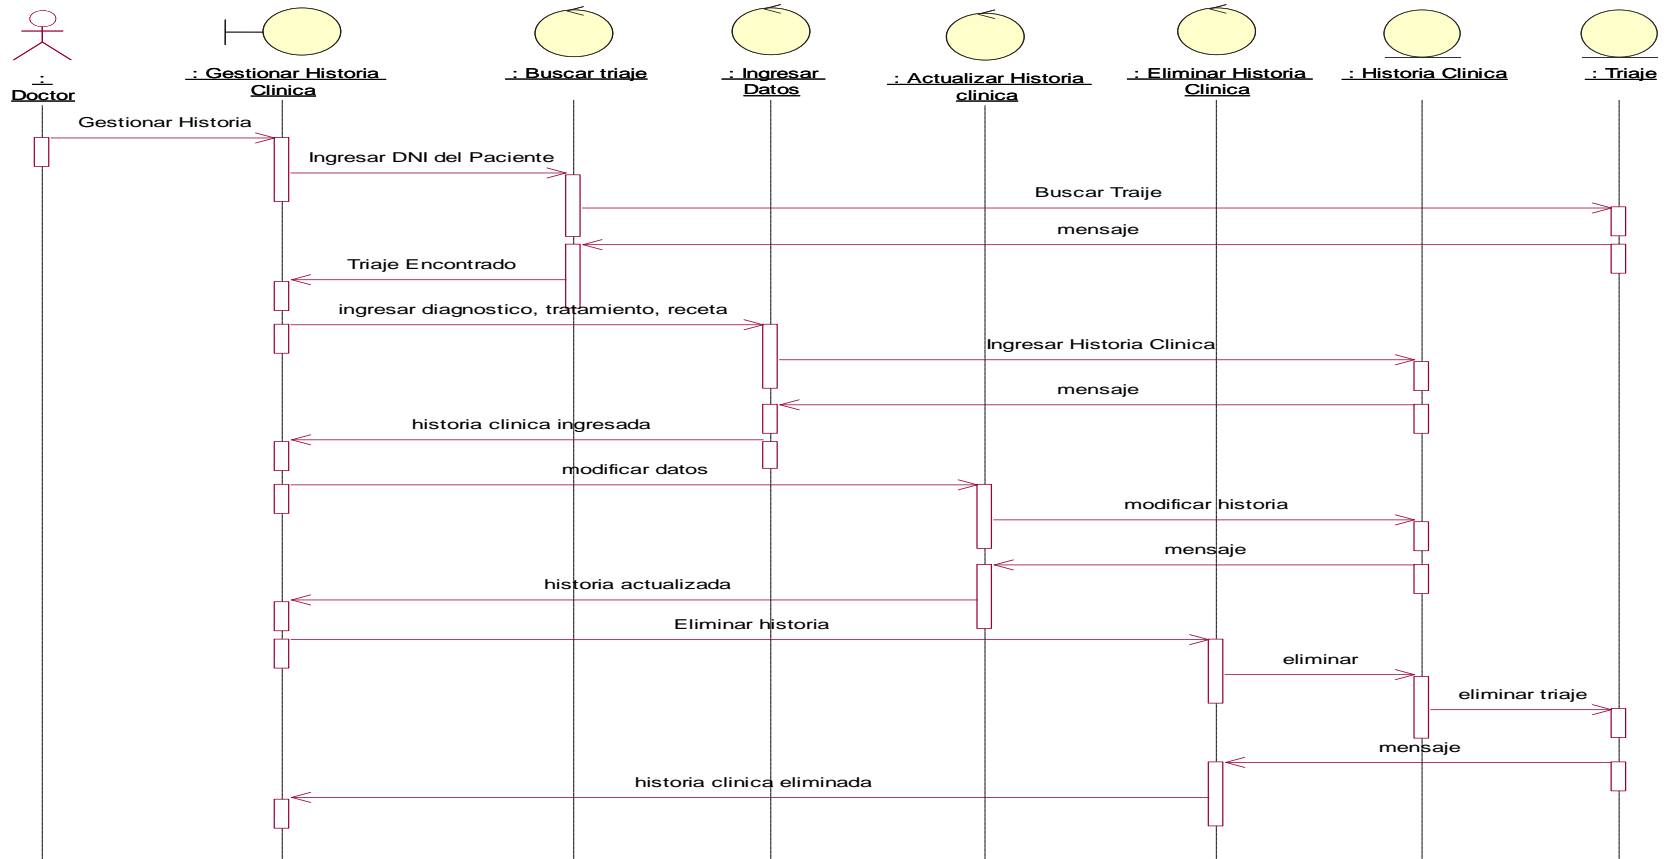 :
Doctor
: Gestionar Historia
Clinica
: Buscar triaje
: Ingresar
Datos
: Actualizar Historia
clinica
: Eliminar Historia
Clinica
: Historia Clinica
: Triaje
Gestionar Historia
Ingresar DNI del Paciente
Buscar Traije
mensaje
Triaje Encontrado
ingresar diagnostico, tratamiento, receta
Ingresar Historia Clinica
mensaje
historia clinica ingresada
modificar datos
modificar historia
mensaje
historia actualizada
Eliminar historia
eliminar
eliminar triaje
mensaje
historia clinica eliminada